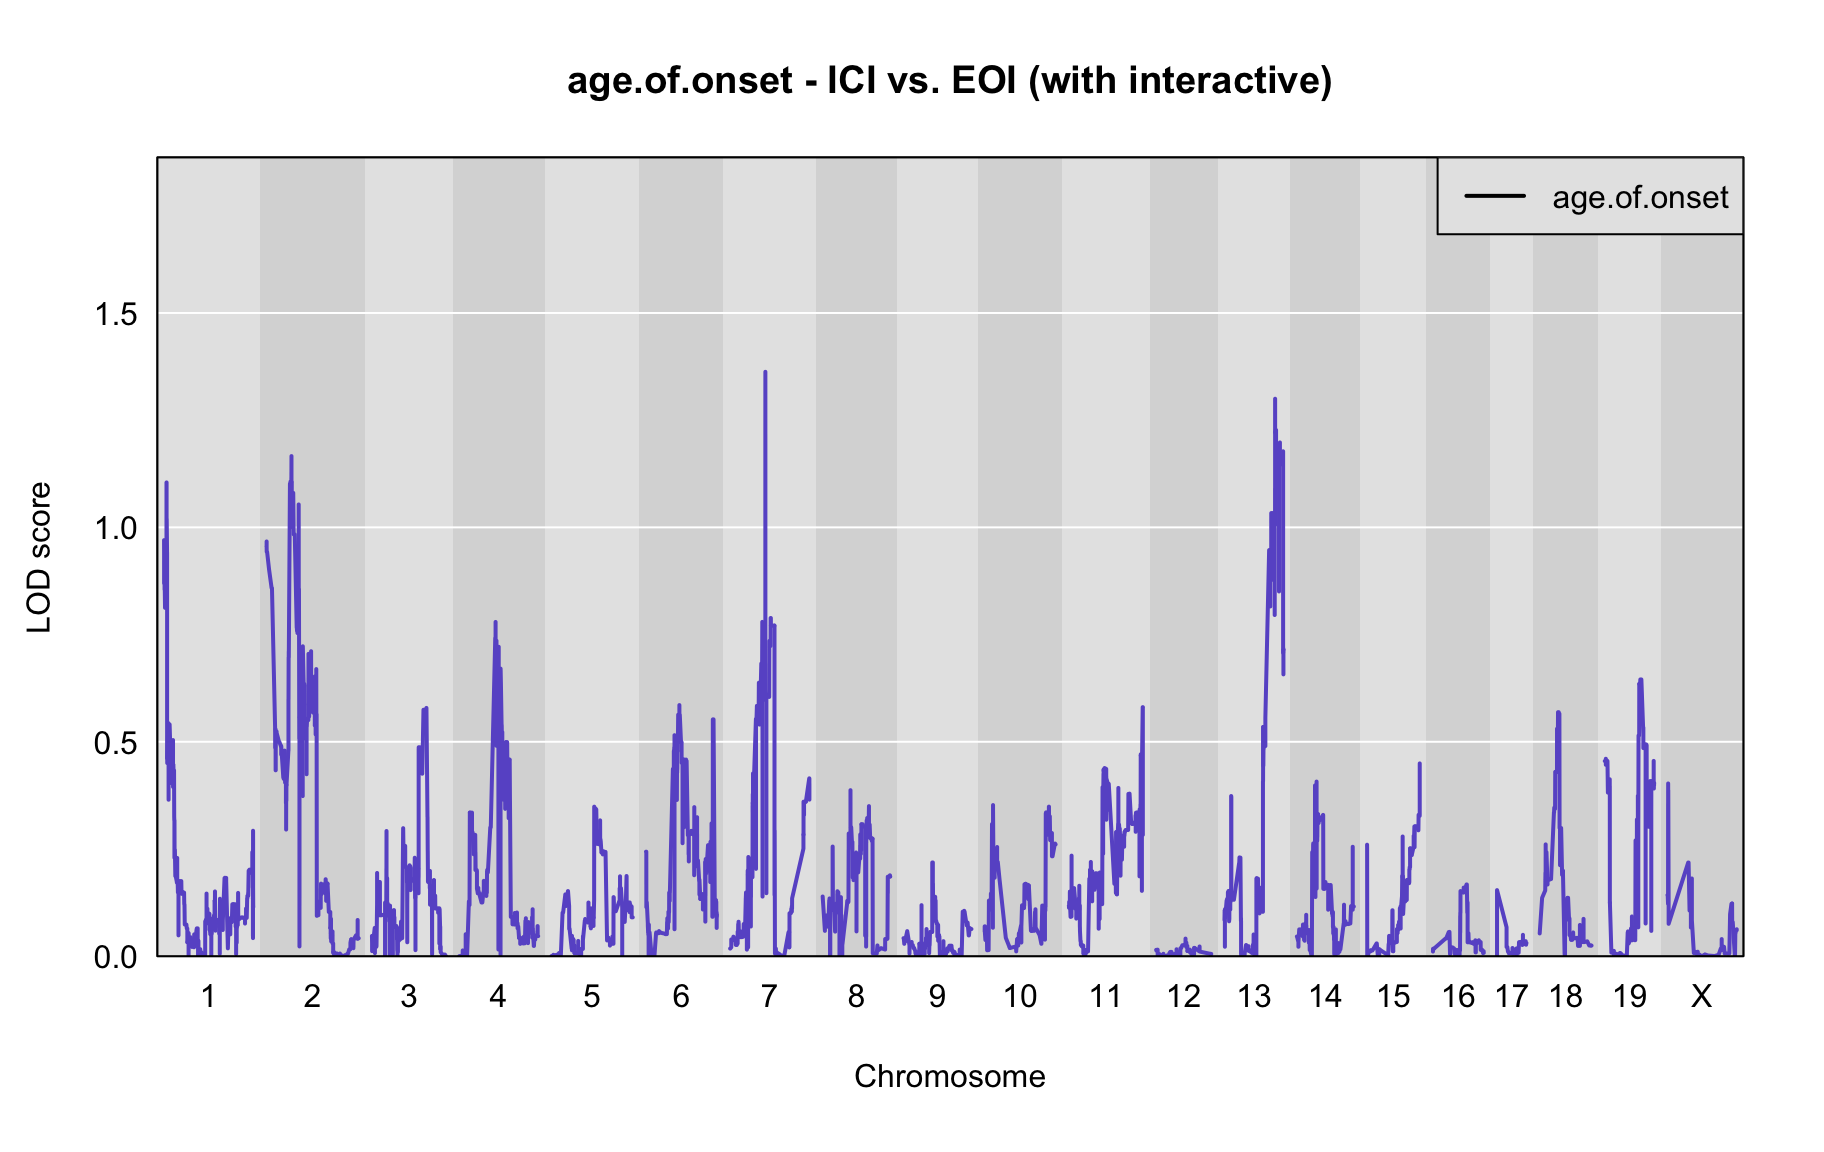 age.of.onset - ICI vs. EOI (with interactive)
age.of.onset
1.5
1.0
0.5
0.0
LOD score
1 2 3 4 5 6 7 8 9 10 11 12 13 14 15 16 17 18 19 X
Chromosome